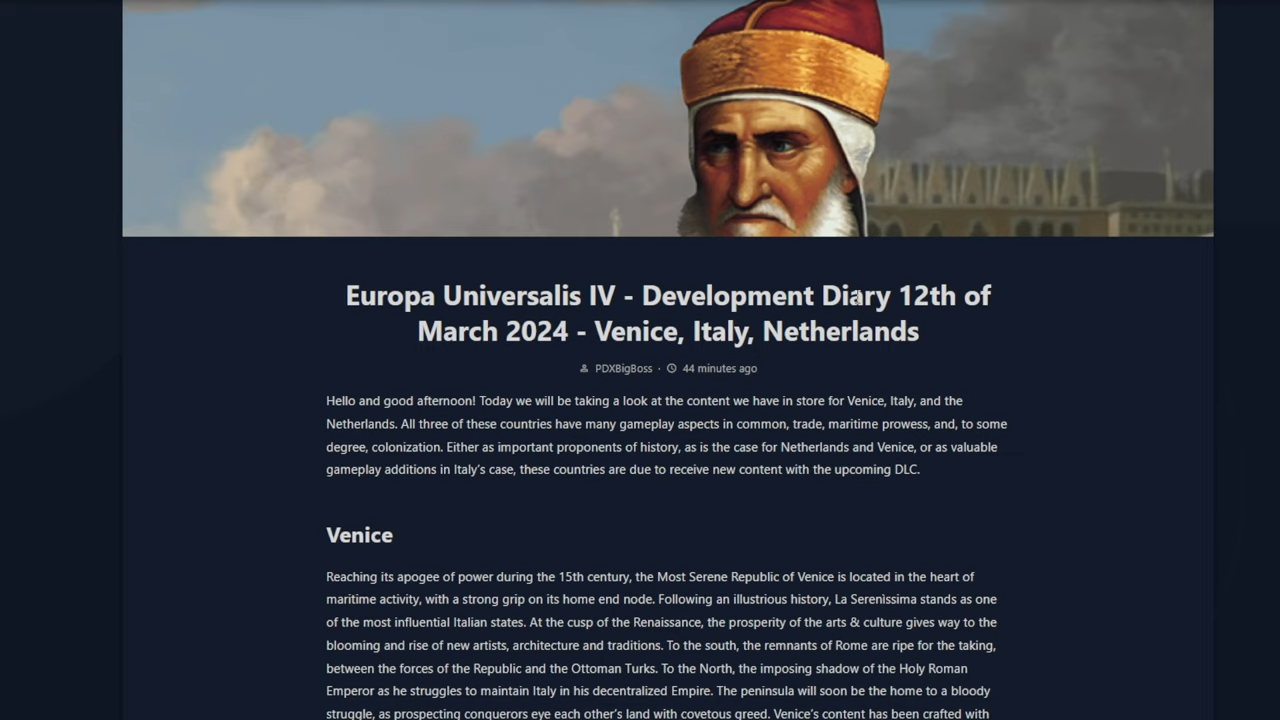 Europa Universalis IV - Development Diary 12th of
March 2024 - Venice, Italy, Netherlands
PDXBigBoss · 44 minutes ago
Hello and good afternoon! Today we will be taking a look at the content we have in store for Venice, Italy, and the
Netherlands. All three of these countries have many gameplay aspects in common, trade, maritime prowess, and, to some
degree, colonization. Either as important proponents of history, as is the case for Netherlands and Venice, or as valuable
gameplay additions in Italy's case, these countries are due to receive new content with the upcoming DLC.
Venice
Reaching its apogee of power during the 15th century, the Most Serene Republic of Venice is located in the heart of
maritime activity, with a strong grip on its home end node. Following an illustrious history, La Serenìssima stands as one
of the most influential Italian states. At the cusp of the Renaissance, the prosperity of the arts & culture gives way to the
blooming and rise of new artists, architecture and traditions. To the south, the remnants of Rome are ripe for the taking,
between the forces of the Republic and the Ottoman Turks. To the North, the imposing shadow of the Holy Roman
Emperor as he struggles to maintain Italy in his decentralized Empire. The peninsula will soon be the home to a bloody
struggle, as prospecting conquerors eye each other's land with covetous greed. Venice's content has been crafted with